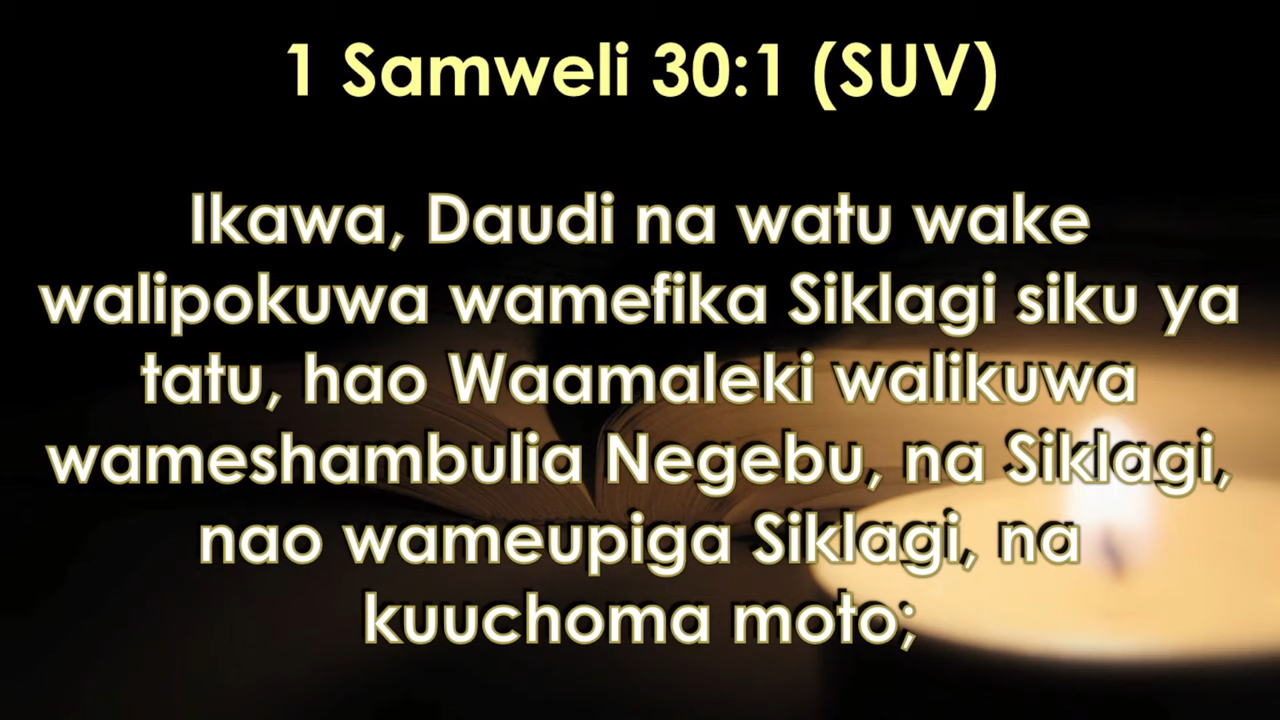 1 Samweli 30:1 (SUV)
Ikawa, Daudi na watu wake
walipokuwa wamefika Siklagi siku ya
tatu, hao Waamaleki walikuwa
wameshambulia Negebu, na Siklagi,
nao wameupiga Siklagi, na
kuuchoma moto;